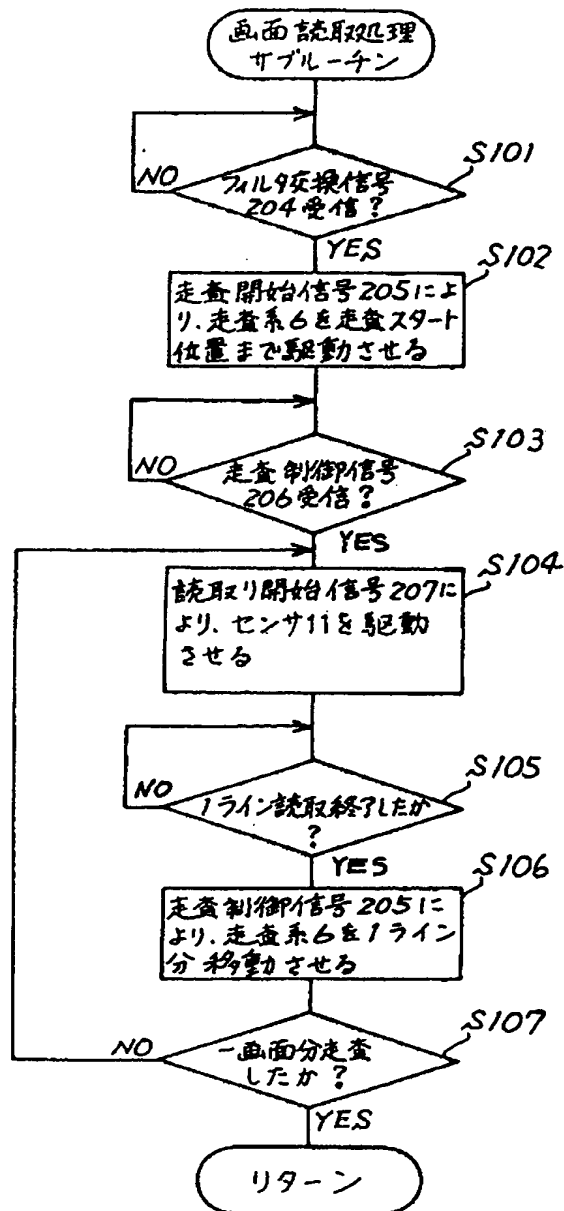 画面読取処理
サブルーチン
S101
NO
フィルタ交換信号
204受信?
YES
S102
走査開始信号205によ
り、走査系6を走査スタート
位置まで駆動させる
S103
NO
走査制御信号
206受信?
YES
S104
読取り開始信号207に
より、センサ11を駆動
させる
S105
NO
1ライン読取終了したか
?
YES
S106
走査制御信号205に
より、走査系6を1ライン
分移動させる
S107
NO
一画面分走査
したか?
YES
リターン